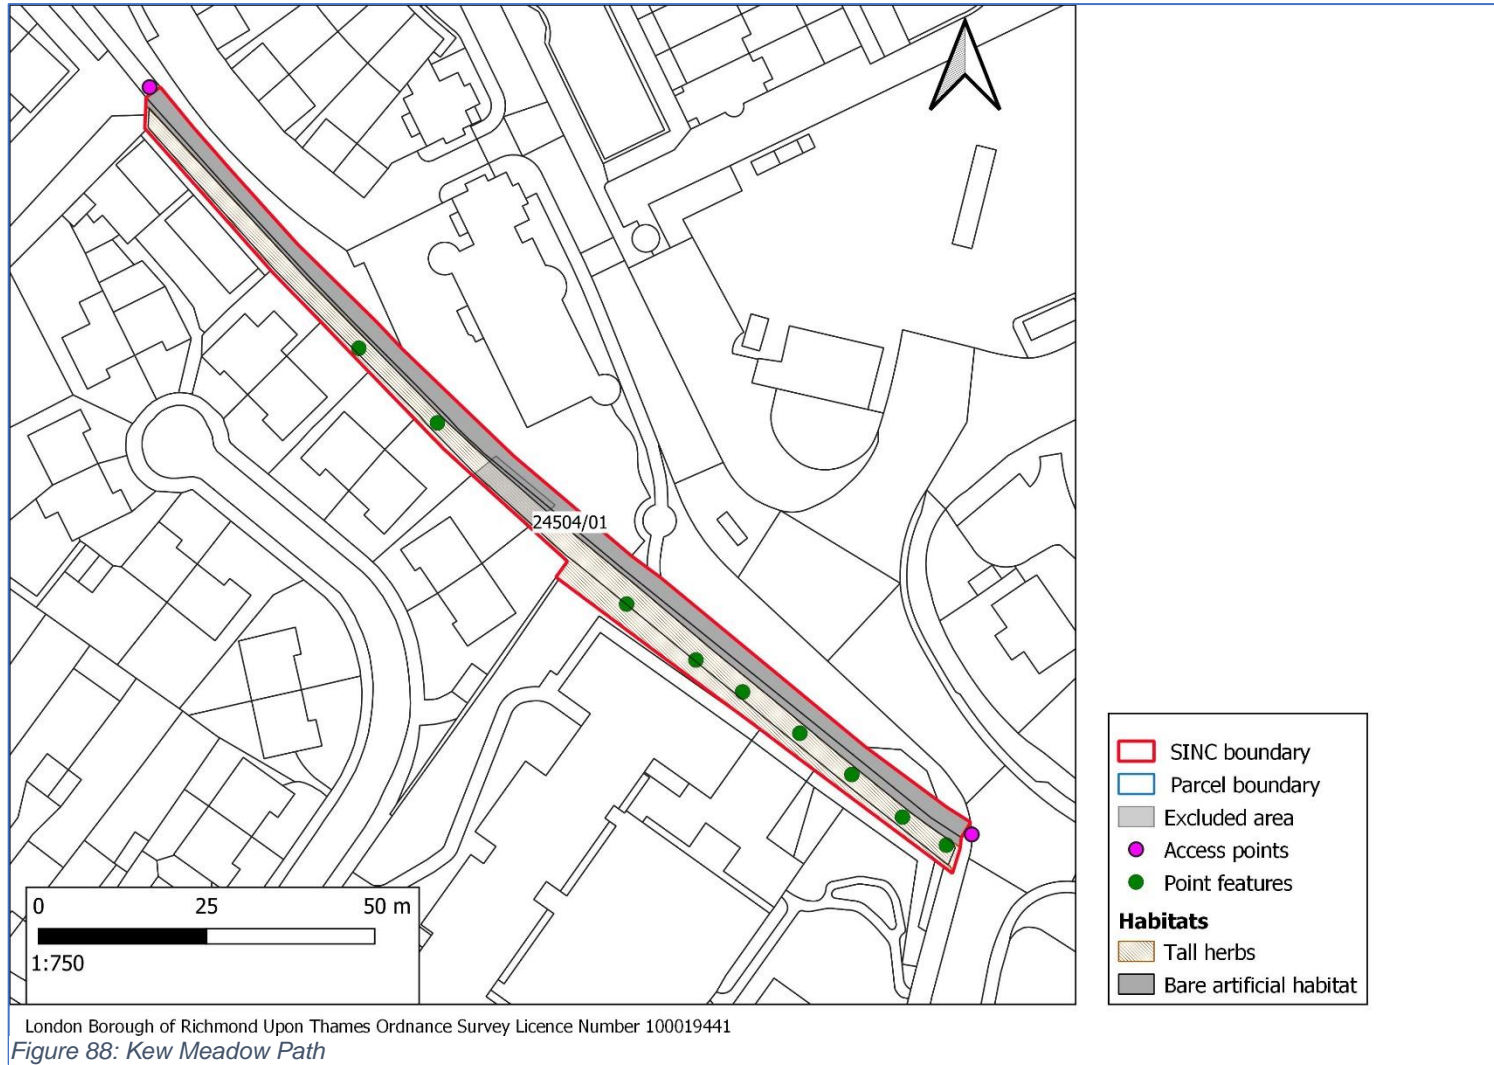 24504/01
0 25 50 m
1:750
SINC boundary
Parcel boundary
Excluded area
Access points
Point features
Habitats
Tall herbs
Bare artificial habitat
London Borough of Richmond Upon Thames Ordnance Survey Licence Number 100019441
Figure 88: Kew Meadow Path